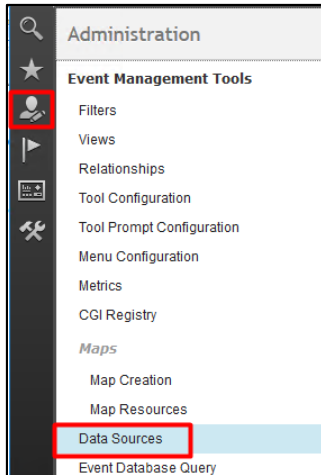 Administration
Event Management Tools
Filters
Views
Relationships
Tool Configuration
Tool Prompt Configuration
Menu Configuration
Metrics
CGI Registry
Maps
Map Creation
Map Resources
Data Sources
Event Database Query